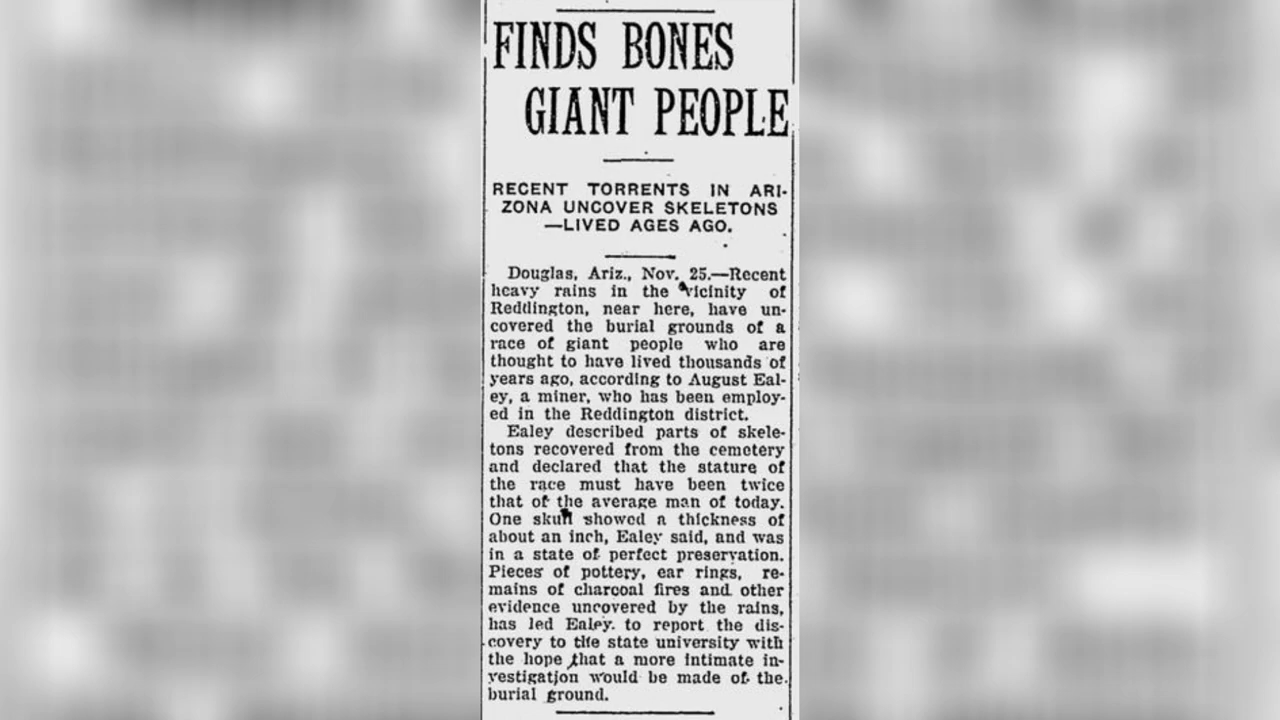 FINDS BONES
GIANT PEOPLE
RECENT TORRENTS IN ARI-
ZONA UNCOVER SKELETONS
—LIVED AGES AGO.
Douglas, Ariz., Nov. 25.—Recent
heavy rains in the vicinity of
Reddington, near here, have un-
covered the burial grounds of a
race of giant people who are
thought to have lived thousands of
years ago, according to August Eal-
ey, a miner, who has been employ-
ed in the Reddington district.
Ealey described parts of skele-
tons recovered from the cemetery
and declared that the stature of
the race must have been twice
that of the average man of today.
One skull showed a thickness of
about an inch, Ealey said, and was
in a state of perfect preservation.
Pieces of pottery, ear rings, re-
mains of charcoal fires and other
evidence uncovered by the rains,
has led Ealey. to report the dis-
covery to the state university with
the hope that a more intimate in-
vestigation would be made of the
burial ground.